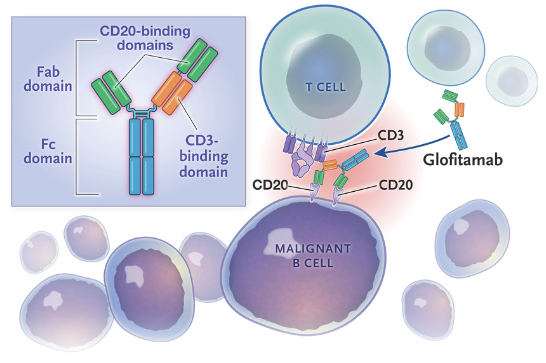 CD20-binding
domains
Fab
domain
Fc
domain
CD3-
binding
domain
T CELL
CD3
Glofitamab
CD20
CD20
MALIGNANT
B CELL